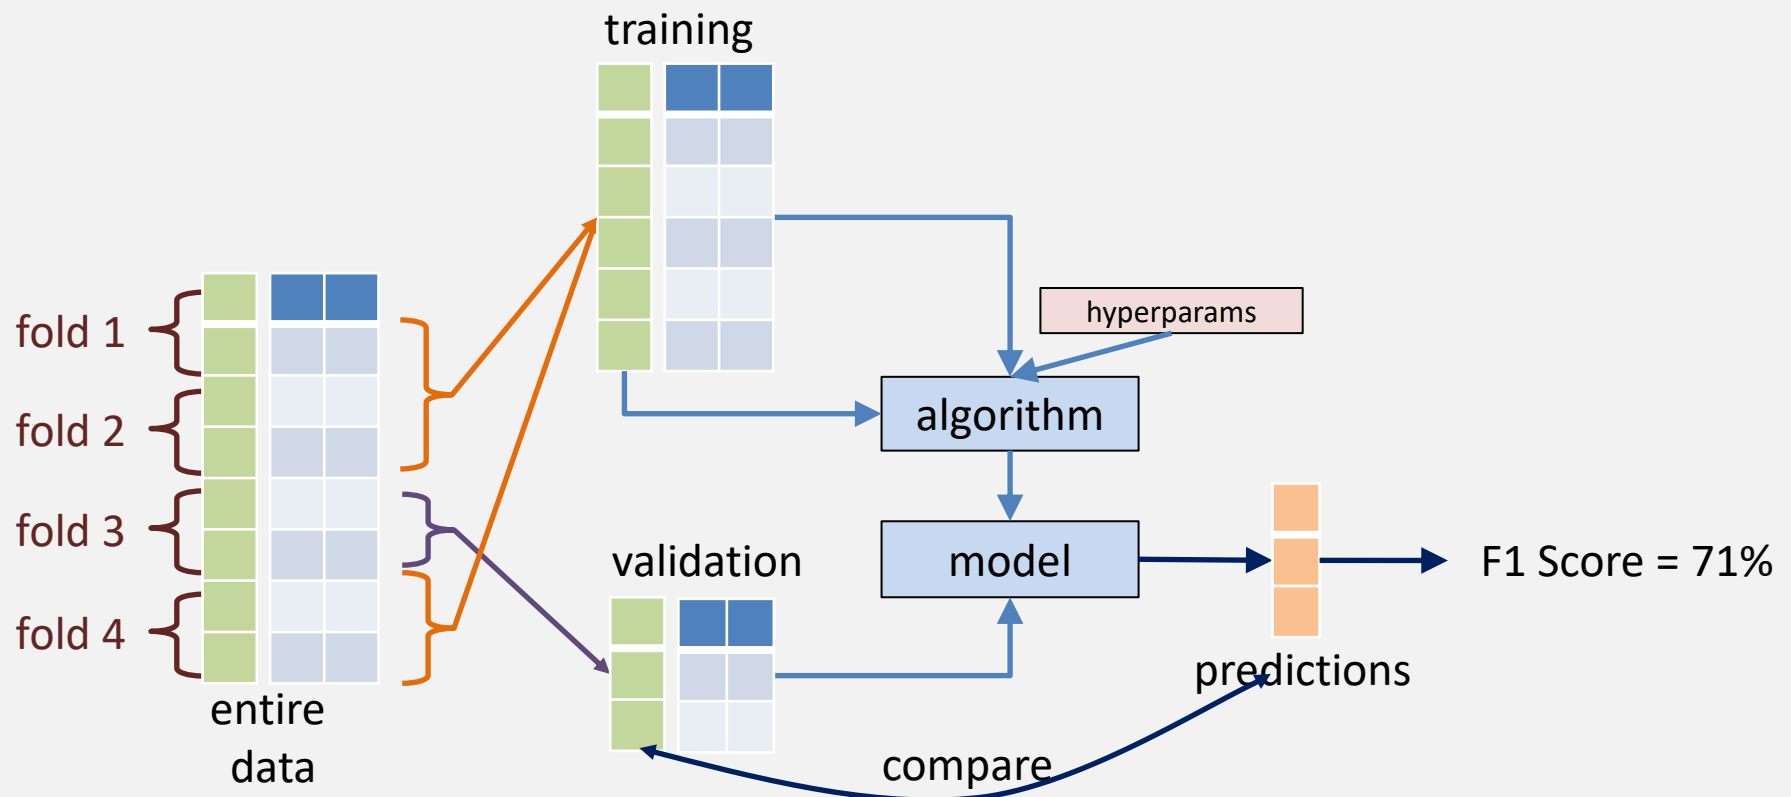 training
hyperparams
fold 1
algorithm
fold 2
fold 3
validation
model
F1 Score = 71%
fold 4
predictions
entire
data
compare